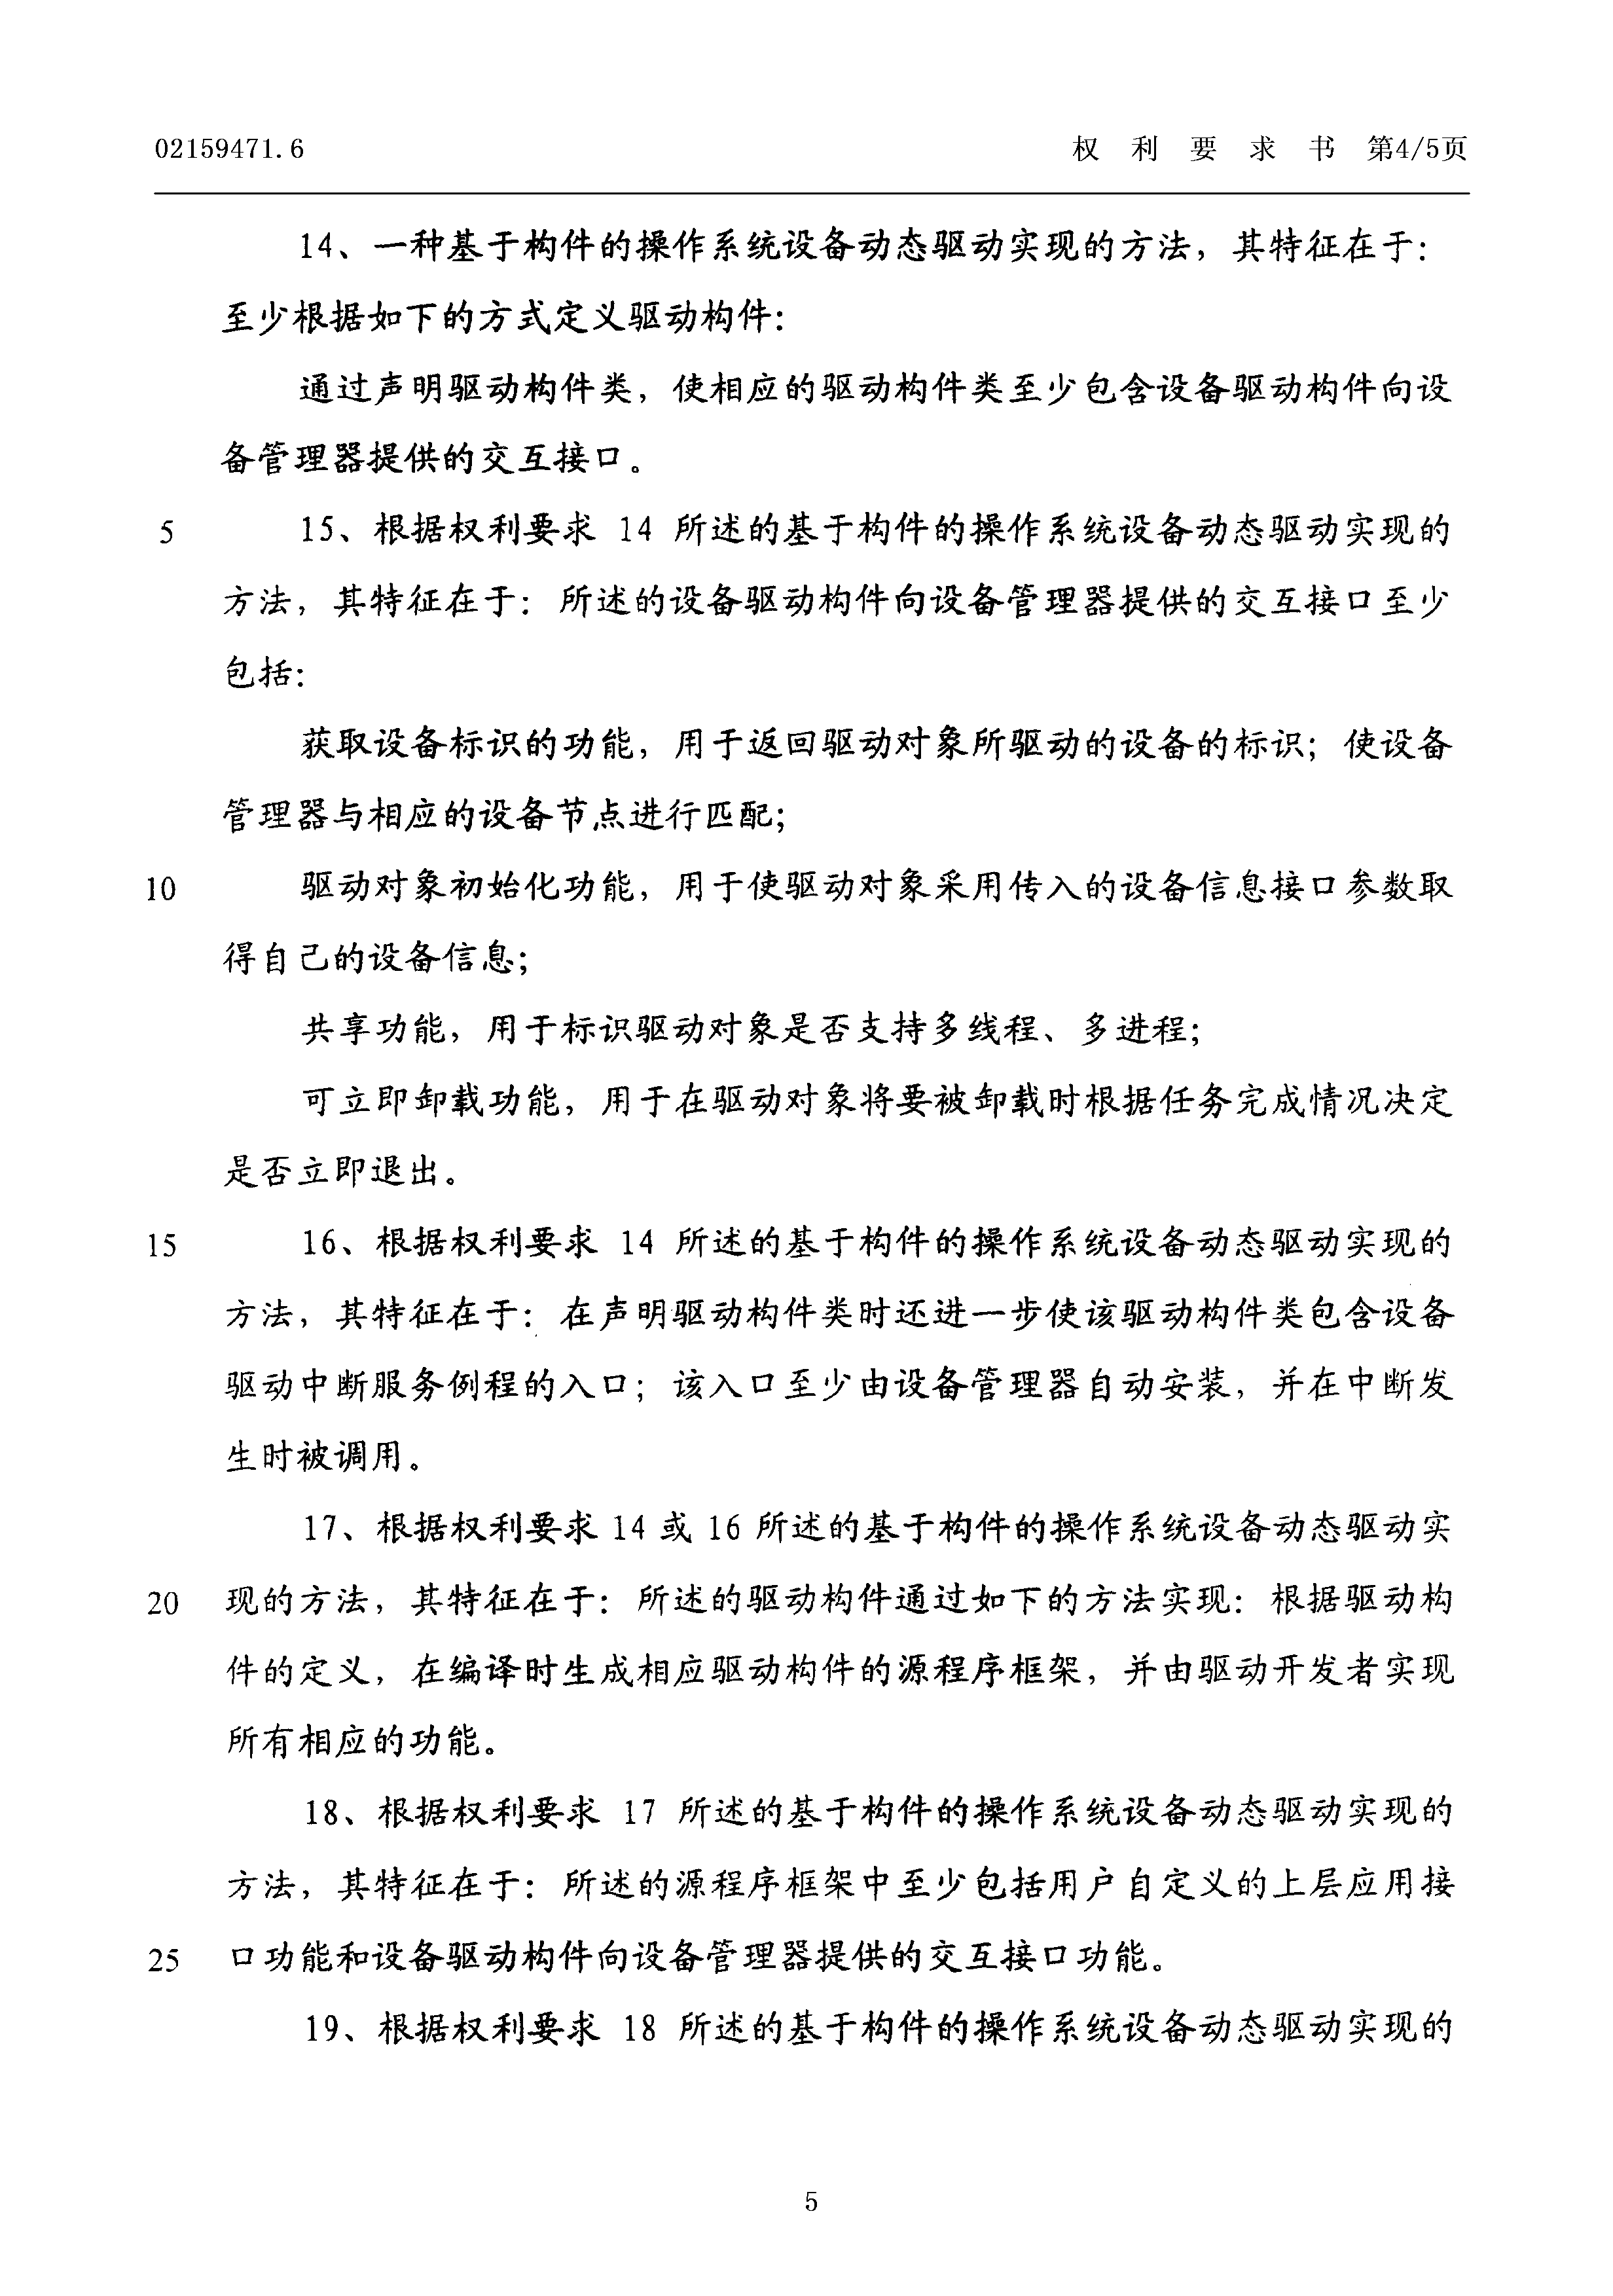 02159471.6 权利要求书 第4/5页
14、一种基于构件的操作系统设备动态驱动实现的方法，其特征在于：
至少根据如下的方式定义驱动构件：
通过声明驱动构件类，使相应的驱动构件类至少包含设备驱动构件向设
备管理器提供的交互接口。
5 15、根据权利要求 14 所述的基于构件的操作系统设备动态驱动实现的
方法，其特征在于：所述的设备驱动构件向设备管理器提供的交互接口至少
包括：
获取设备标识的功能，用于返回驱动对象所驱动的设备的标识；使设备
管理器与相应的设备节点进行匹配；
10 驱动对象初始化功能，用于使驱动对象采用传入的设备信息接口参数取
得自己的设备信息；
共享功能，用于标识驱动对象是否支持多线程、多进程；
可立即卸载功能，用于在驱动对象将要被卸载时根据任务完成情况决定
是否立即退出。
15 16、根据权利要求 14 所述的基于构件的操作系统设备动态驱动实现的
方法，其特征在于：在声明驱动构件类时还进一步使该驱动构件类包含设备
驱动中断服务例程的入口；该入口至少由设备管理器自动安装，并在中断发
生时被调用。
17、根据权利要求 14 或 16 所述的基于构件的操作系统设备动态驱动实
20 现的方法，其特征在于：所述的驱动构件通过如下的方法实现：根据驱动构
件的定义，在编译时生成相应驱动构件的源程序框架，并由驱动开发者实现
所有相应的功能。
18、根据权利要求 17 所述的基于构件的操作系统设备动态驱动实现的
方法，其特征在于：所述的源程序框架中至少包括用户自定义的上层应用接
25 口功能和设备驱动构件向设备管理器提供的交互接口功能。
19、根据权利要求 18 所述的基于构件的操作系统设备动态驱动实现的
5